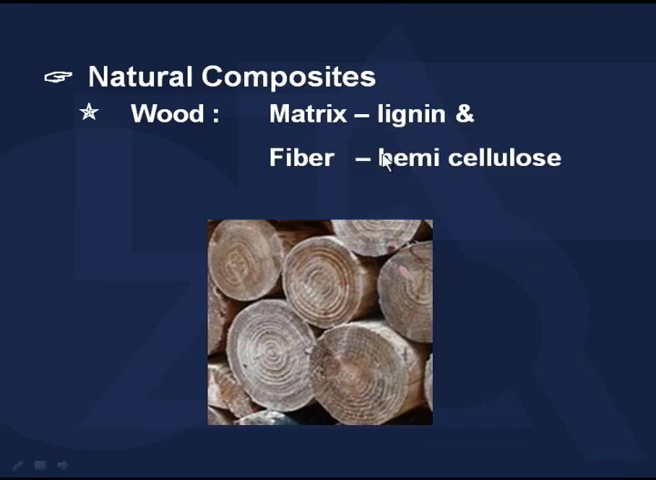 Natural Composites
Wood : Matrix – lignin &
Fiber – hemi cellulose